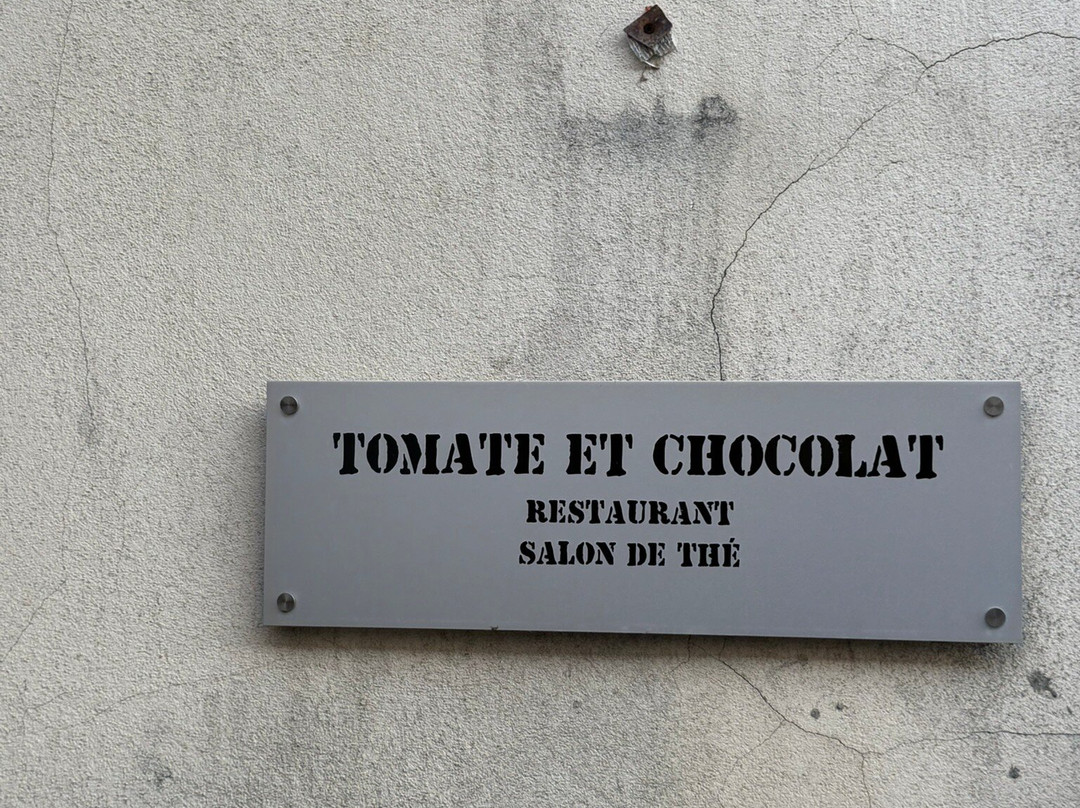 TOMATE ET CHOCOLAT
RESTAURANT
SALON DE THÉ